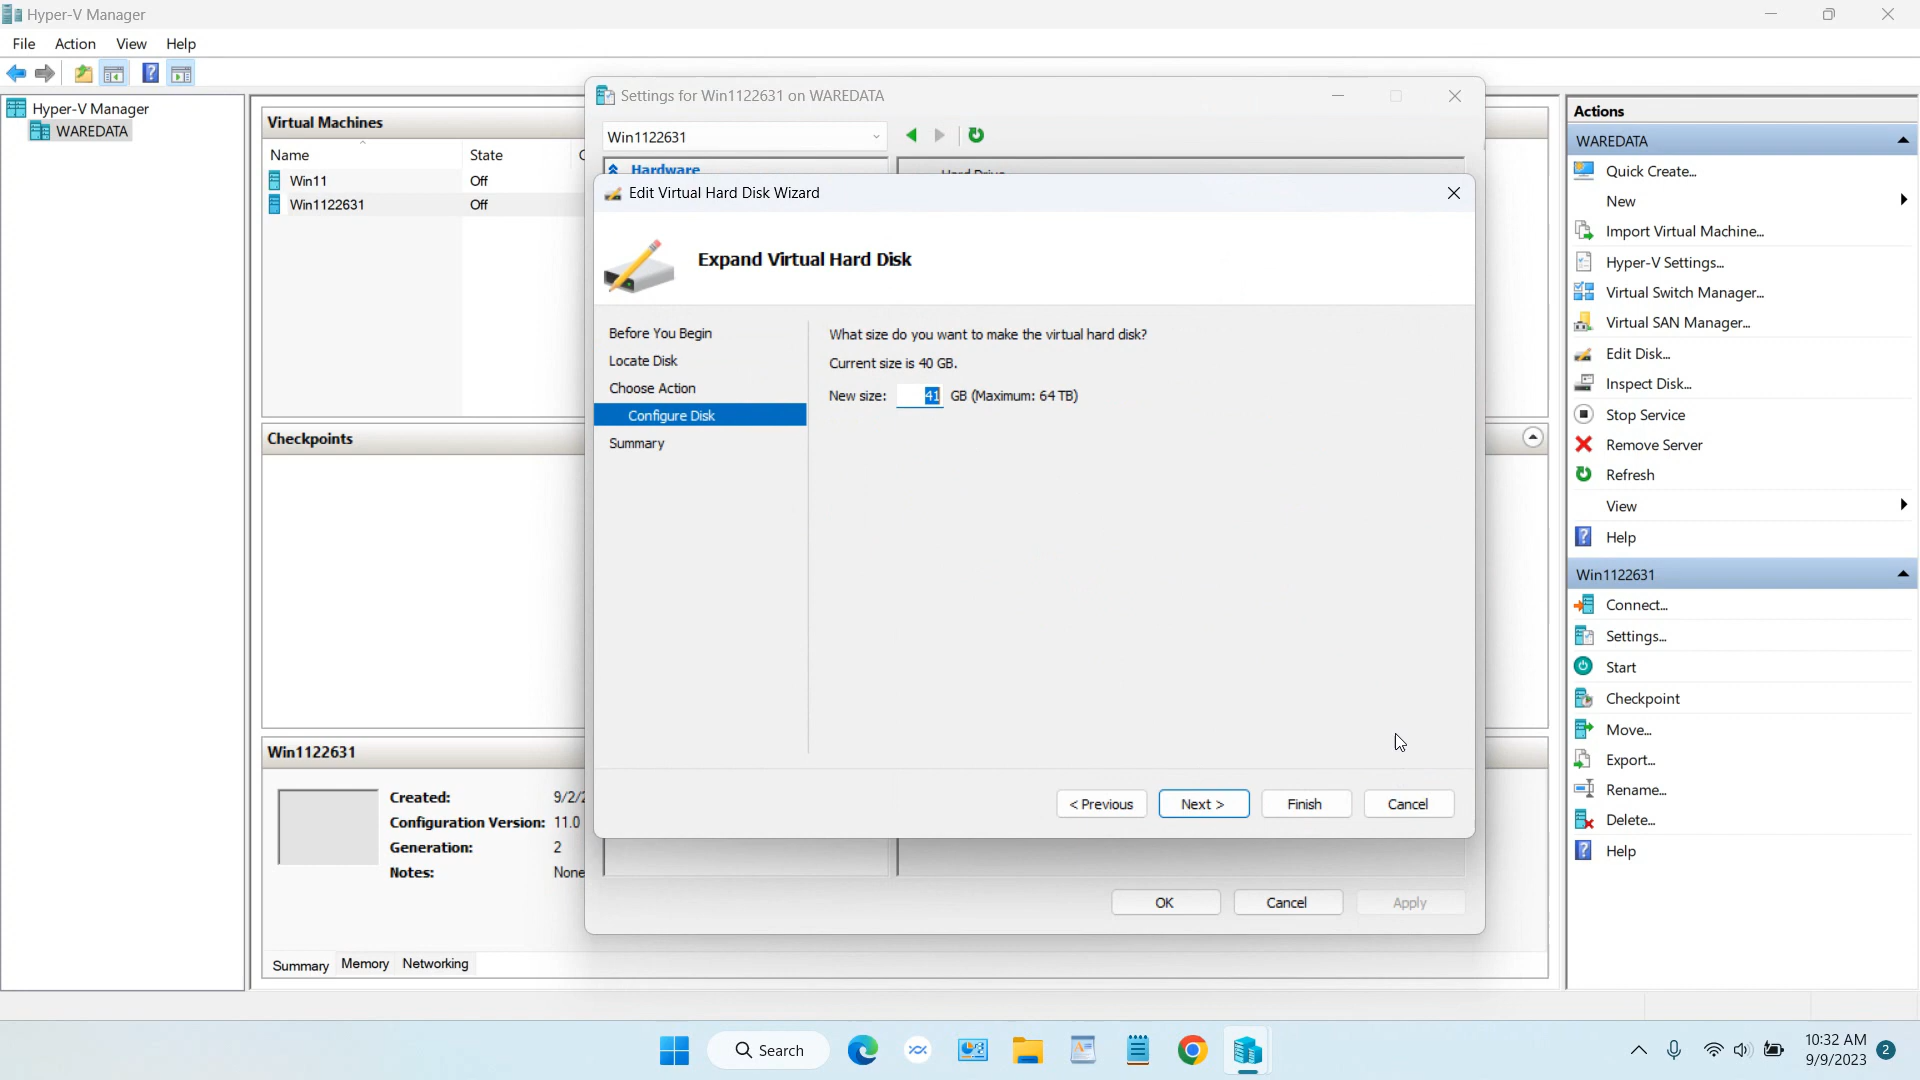 Hyper-V Manager
File Action View Help
Hyper-V Manager
WAREDATA
Virtual Machines
Name State
Win11 Off
Win1122631 Off
Checkpoints
Win1122631
Created: 9/2/2
Configuration Version: 11.0
Generation: 2
Notes: None
Summary Memory Networking
Settings for Win1122631 on WAREDATA
Win1122631
Hardware
Hard Drive
Edit Virtual Hard Disk Wizard
Expand Virtual Hard Disk
Before You Begin
Locate Disk
Choose Action
Configure Disk
Summary
What size do you want to make the virtual hard disk?
Current size is 40 GB.
New size: 41 GB (Maximum: 64 TB)
< Previous Next > Finish Cancel
OK Cancel Apply
Actions
WAREDATA
Quick Create...
New
Import Virtual Machine...
Hyper-V Settings...
Virtual Switch Manager...
Virtual SAN Manager...
Edit Disk...
Inspect Disk...
Stop Service
Remove Server
Refresh
View
Help
Win1122631
Connect...
Settings...
Start
Checkpoint
Move...
Export...
Rename...
Delete...
Help
Search
10:32 AM
9/9/2023
2